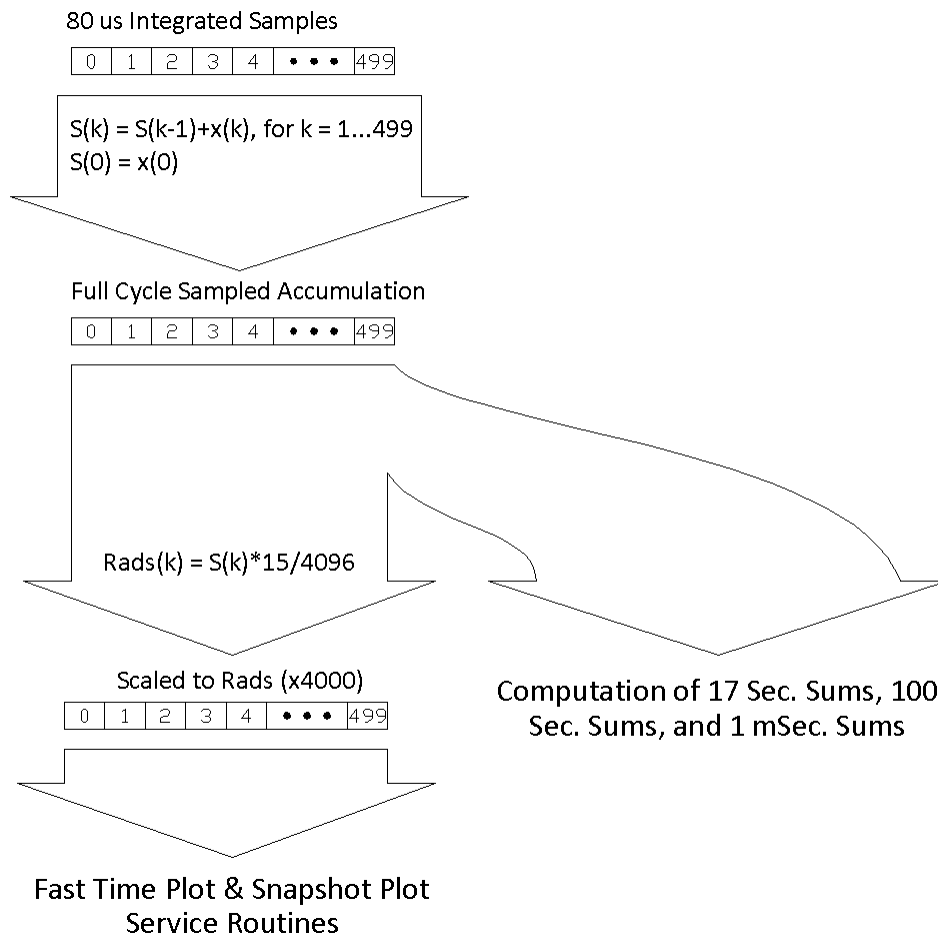 80 us Integrated Samples
0 1 2 3 4 • • • 499
S(k) = S(k-1)+x(k), for k = 1...499
S(0) = x(0)
Full Cycle Sampled Accumulation
0 1 2 3 4 • • • 499
Rads(k) = S(k)*15/4096
Scaled to Rads (x4000)
0 1 2 3 4 • • • 499
Computation of 17 Sec. Sums, 100
Sec. Sums, and 1 mSec. Sums
Fast Time Plot & Snapshot Plot
Service Routines